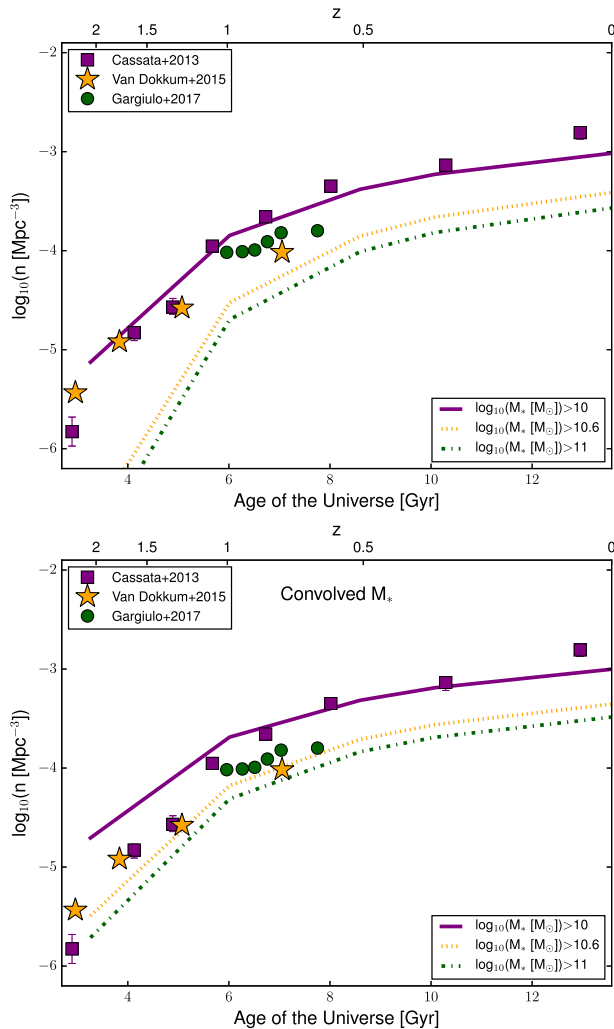 z
2 1.5 1 0.5 0
Cassata+2013
Van Dokkum+2015
Gargiulo+2017
−2
−3
−4
−5
−6
log₁₀(n [Mpc⁻³])
log₁₀(M* [M☉])>10
log₁₀(M* [M☉])>10.6
log₁₀(M* [M☉])>11
4 6 8 10 12
Age of the Universe [Gyr]
2 1.5 1 0.5 0
Cassata+2013
Van Dokkum+2015
Gargiulo+2017
Convolved M*
−2
−3
−4
−5
−6
log₁₀(n [Mpc⁻³])
log₁₀(M* [M☉])>10
log₁₀(M* [M☉])>10.6
log₁₀(M* [M☉])>11
4 6 8 10 12
Age of the Universe [Gyr]